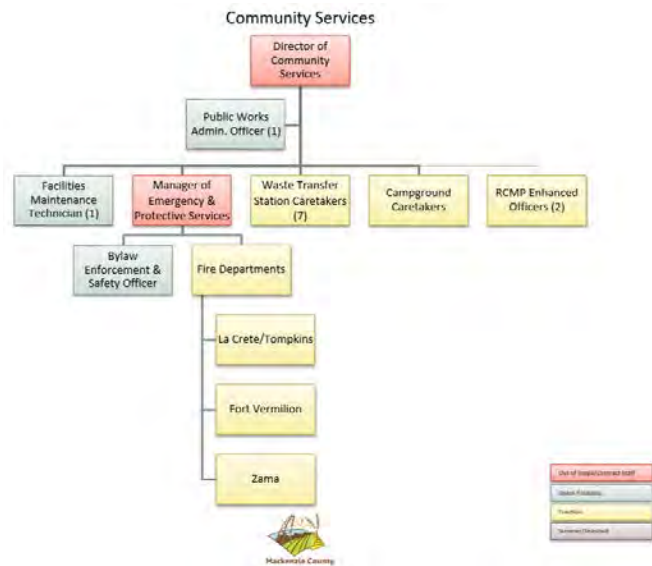 Community Services
Director of
Community
Services
Public Works
Admin. Officer (1)
Facilities
Maintenance
Technician (1)
Manager of
Emergency &
Protective Services
Waste Transfer
Station Caretakers
(7)
Campground
Caretakers
RCMP Enhanced
Officers (2)
Bylaw
Enforcement &
Safety Officer
Fire Departments
La Crete/Tompkins
Fort Vermilion
Zama
Mackenzie County